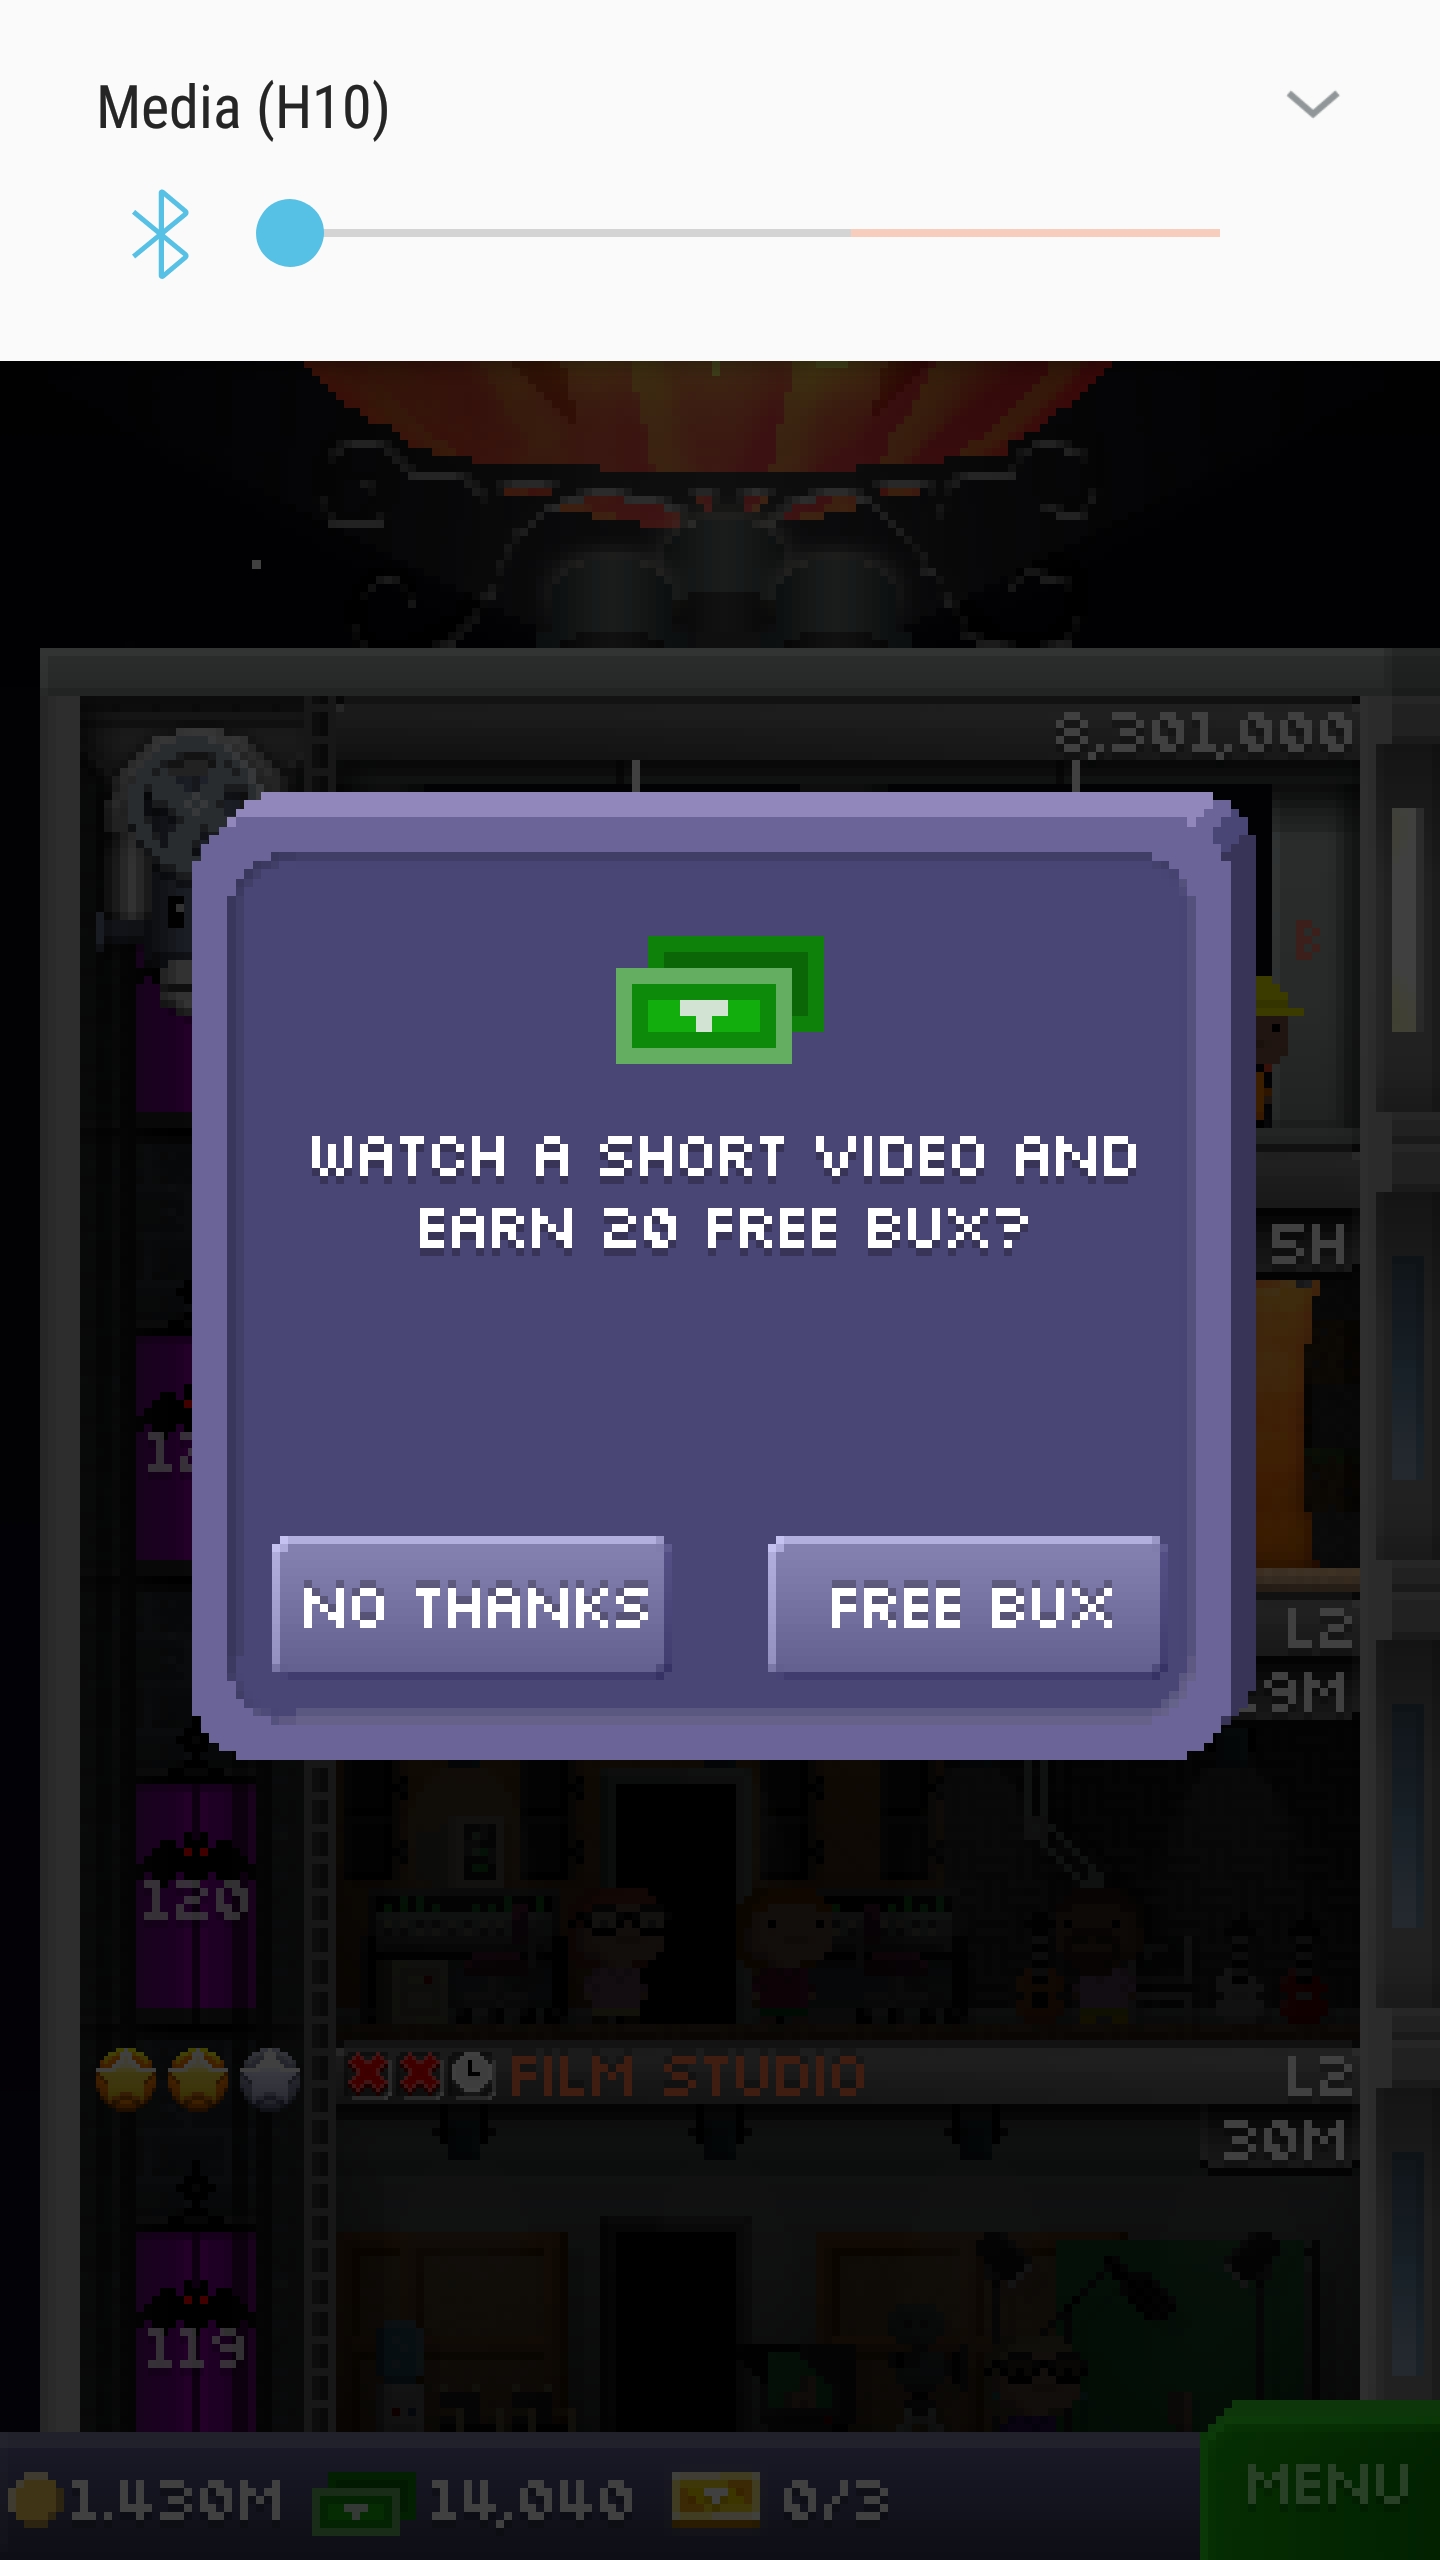 Media (H10)
8,301,000
B
WATCH A SHORT VIDEO AND
EARN 20 FREE BUX?
5H
NO THANKS
FREE BUX
L2
9M
120
FILM STUDIO
L2
30M
119
1.430M
14,040
0/3
MENU